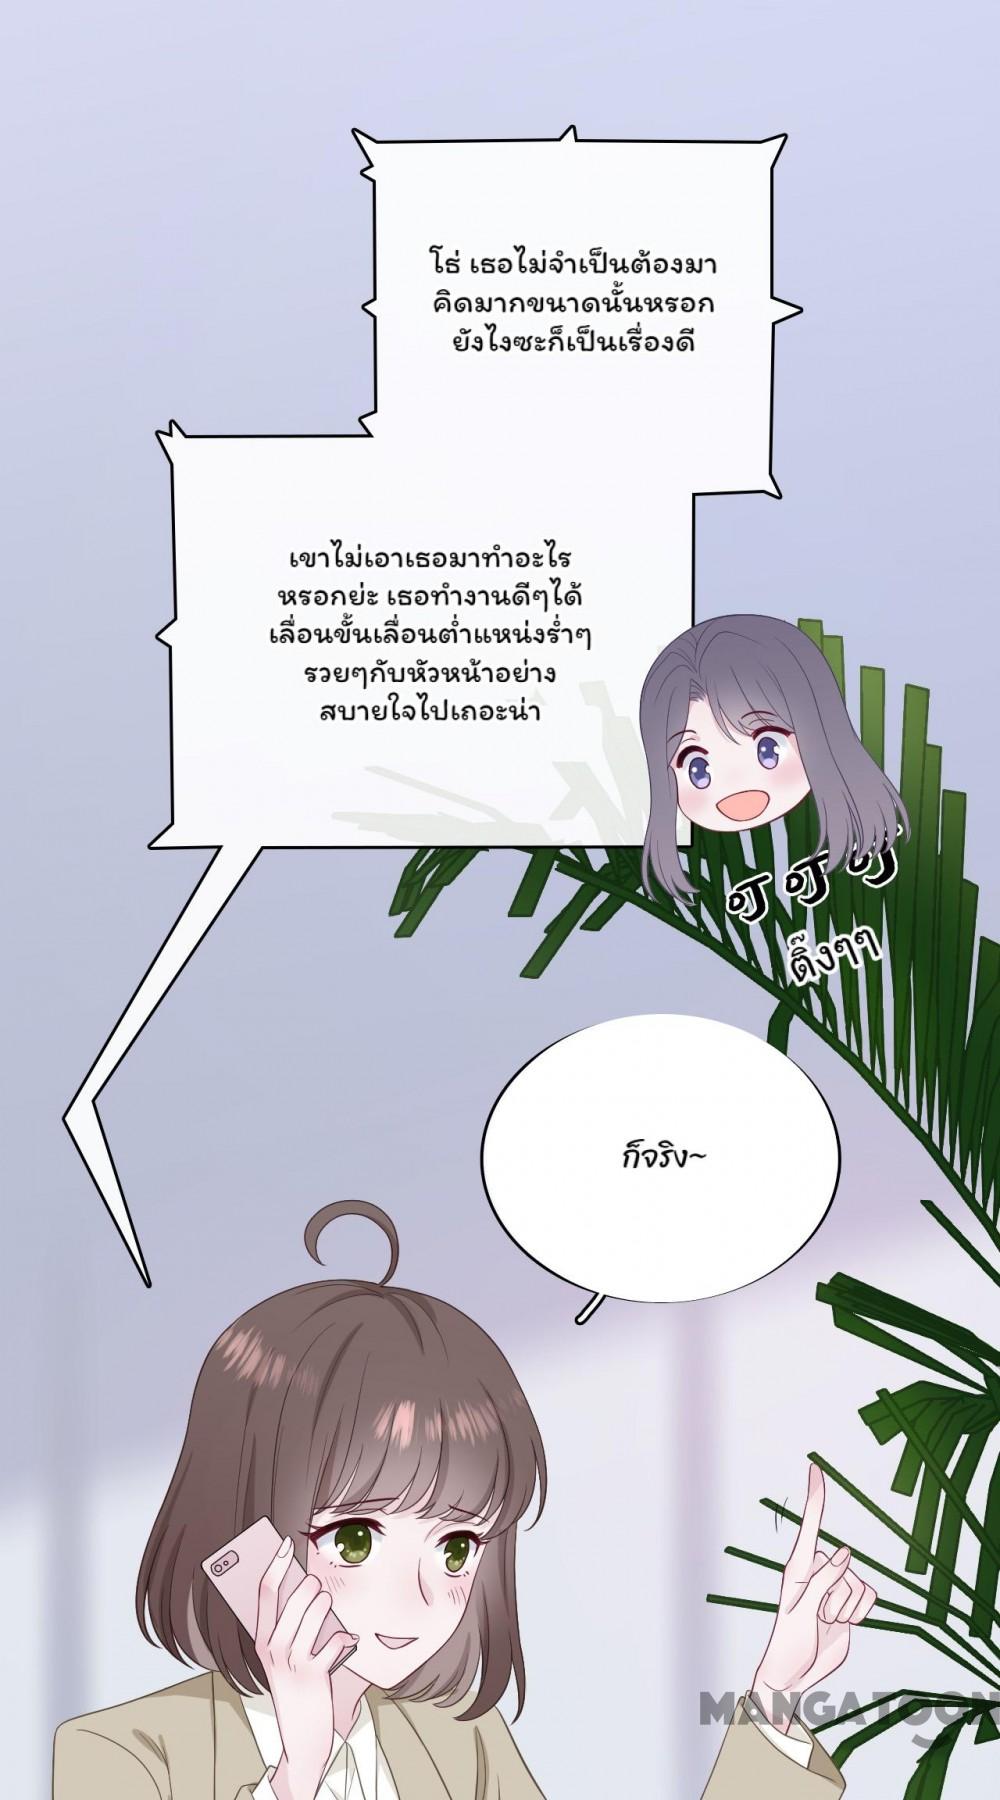 โธ่ เธอไม่จำเป็นต้องมา
คิดมากขนาดนั้นหรอก
ยังไงซะก็เป็นเรื่องดี
เขาไม่เอาเธอมาทำอะไร
หรอกย่ะ เธอทำงานดีๆได้
เลื่อนขั้นเลื่อนตำแหน่งร่ำๆ
รวยๆกับหัวหน้าอย่าง
สบายใจไปเถอะน่า
叮 叮 叮
ติ๊งๆๆ
ก็จริง~
MANGATOON